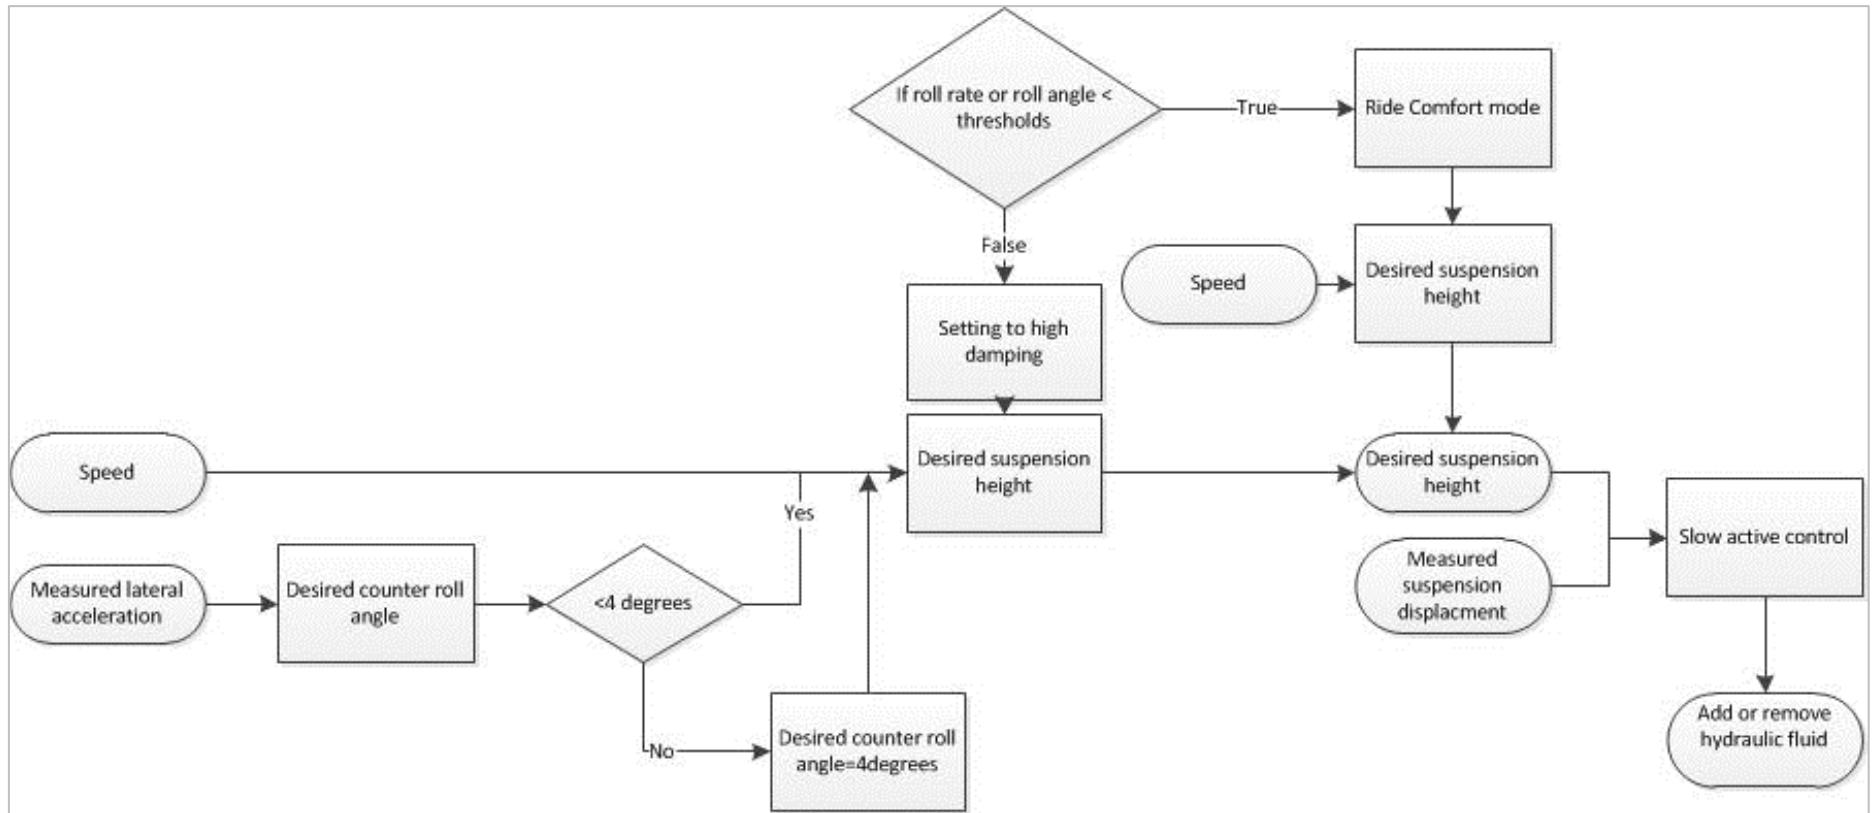 If roll rate or roll angle <
thresholds
True
Ride Comfort mode
False
Speed
Desired suspension
height
Setting to high
damping
Speed
Desired suspension
height
Desired suspension
height
Yes
Slow active control
Measured lateral
acceleration
Desired counter roll
angle
<4 degrees
Measured
suspension
displacment
No
Desired counter roll
angle=4degrees
Add or remove
hydraulic fluid